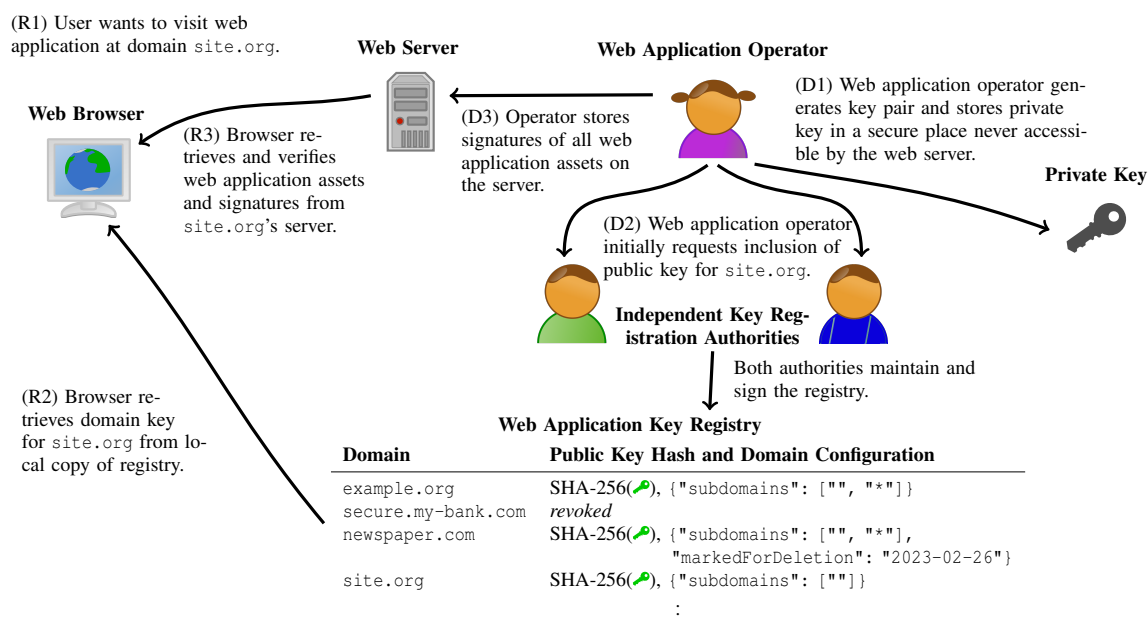 (R1) User wants to visit web
application at domain site.org.
Web Server
Web Application Operator
(D1) Web application operator gen-
erates key pair and stores private
key in a secure place never accessi-
ble by the web server.
Web Browser
(R3) Browser re-
trieves and verifies
web application assets
and signatures from
site.org's server.
(D3) Operator stores
signatures of all web
application assets on
the server.
Private Key
(D2) Web application operator
initially requests inclusion of
public key for site.org.
Independent Key Reg-
istration Authorities
Both authorities maintain and
sign the registry.
(R2) Browser re-
trieves domain key
for site.org from lo-
cal copy of registry.
Web Application Key Registry
Domain Public Key Hash and Domain Configuration
example.org SHA-256(), {"subdomains": ["", "*"]}
secure.my-bank.com revoked
newspaper.com SHA-256(), {"subdomains": ["", "*"],
"markedForDeletion": "2023-02-26"}
site.org SHA-256(), {"subdomains": [""]}
: